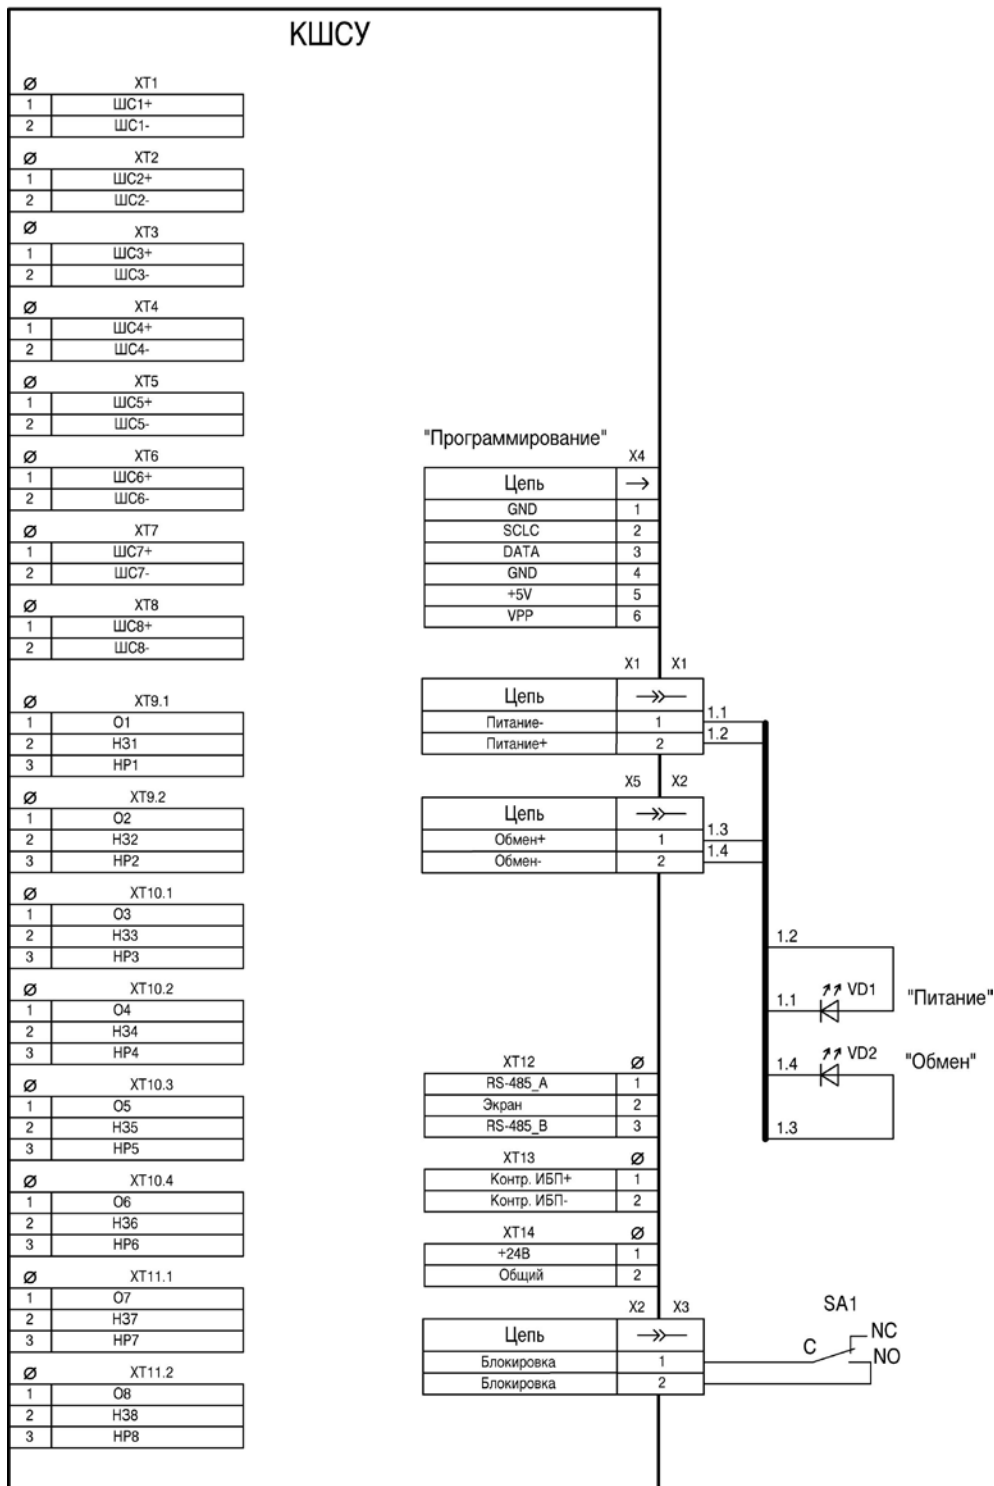 КШСУ
Ø XT1
1 ШС1+
2 ШС1-
Ø XT2
1 ШС2+
2 ШС2-
Ø XT3
1 ШС3+
2 ШС3-
Ø XT4
1 ШС4+
2 ШС4-
Ø XT5
1 ШС5+
2 ШС5-
Ø XT6
1 ШС6+
2 ШС6-
Ø XT7
1 ШС7+
2 ШС7-
Ø XT8
1 ШС8+
2 ШС8-
Ø XT9.1
1 О1
2 НЗ1
3 НР1
Ø XT9.2
1 О2
2 НЗ2
3 НР2
Ø XT10.1
1 О3
2 НЗ3
3 НР3
Ø XT10.2
1 О4
2 НЗ4
3 НР4
Ø XT10.3
1 О5
2 НЗ5
3 НР5
Ø XT10.4
1 О6
2 НЗ6
3 НР6
Ø XT11.1
1 О7
2 НЗ7
3 НР7
Ø XT11.2
1 О8
2 НЗ8
3 НР8
"Программирование"
X4
Цепь →
GND 1
SCLC 2
DATA 3
GND 4
+5V 5
VPP 6
X1 X1
Цепь
Питание- 1 1.1
Питание+ 2 1.2
X5 X2
Цепь
Обмен+ 1 1.3
Обмен- 2 1.4
1.2
1.1 VD1 "Питание"
1.4 VD2 "Обмен"
1.3
XT12 Ø
RS-485_A 1
Экран 2
RS-485_B 3
XT13 Ø
Контр. ИБП+ 1
Контр. ИБП- 2
XT14 Ø
+24В 1
Общий 2
X2 X3
Цепь
Блокировка 1
Блокировка 2
SA1
C NC
NO